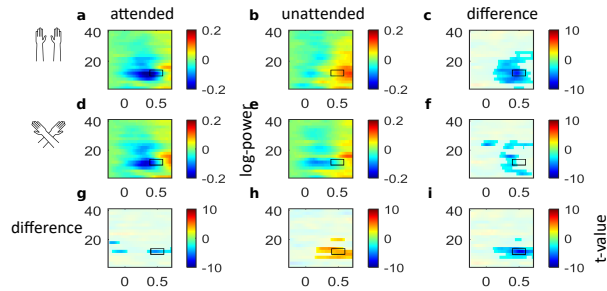 attended unattended difference
a b c
40 0.2 40 0.2 40 10
20 0 20 0 20 0
-0.2 -0.2 -10
0 0.5 0 0.5 0 0.5
d e f
40 0.2 40 0.2 40 10
20 0 20 0 20 0
-0.2 -0.2 -10
0 0.5 0 0.5 0 0.5
log-power
g h i
difference
40 10 40 10 40 10
20 0 20 0 20 0
-10 -10 -10
0 0.5 0 0.5 0 0.5
t-value